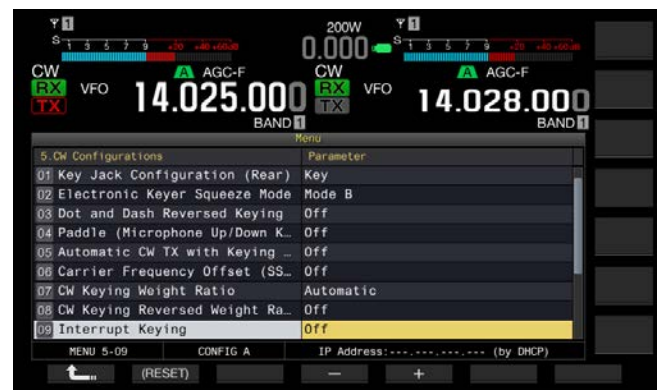 1 200W 1
S 1 3 5 7 9 +20 +40 +60dB 0.000 S 1 3 5 7 9 +20 +40 +60dB
CW A AGC-F CW A AGC-F
RX VFO 14.025.000 RX VFO 14.028.000
TX BAND 1 TX BAND 1
Menu
5.CW Configurations Parameter
01 Key Jack Configuration (Rear) Key
02 Electronic Keyer Squeeze Mode Mode B
03 Dot and Dash Reversed Keying Off
04 Paddle (Microphone Up/Down K… Off
05 Automatic CW TX with Keying … Off
06 Carrier Frequency Offset (SS… Off
07 CW Keying Weight Ratio Automatic
08 CW Keying Reversed Weight Ra… Off
09 Interrupt Keying Off
MENU 5-09 CONFIG A IP Address:---.---.---.--- (by DHCP)
(RESET) − +